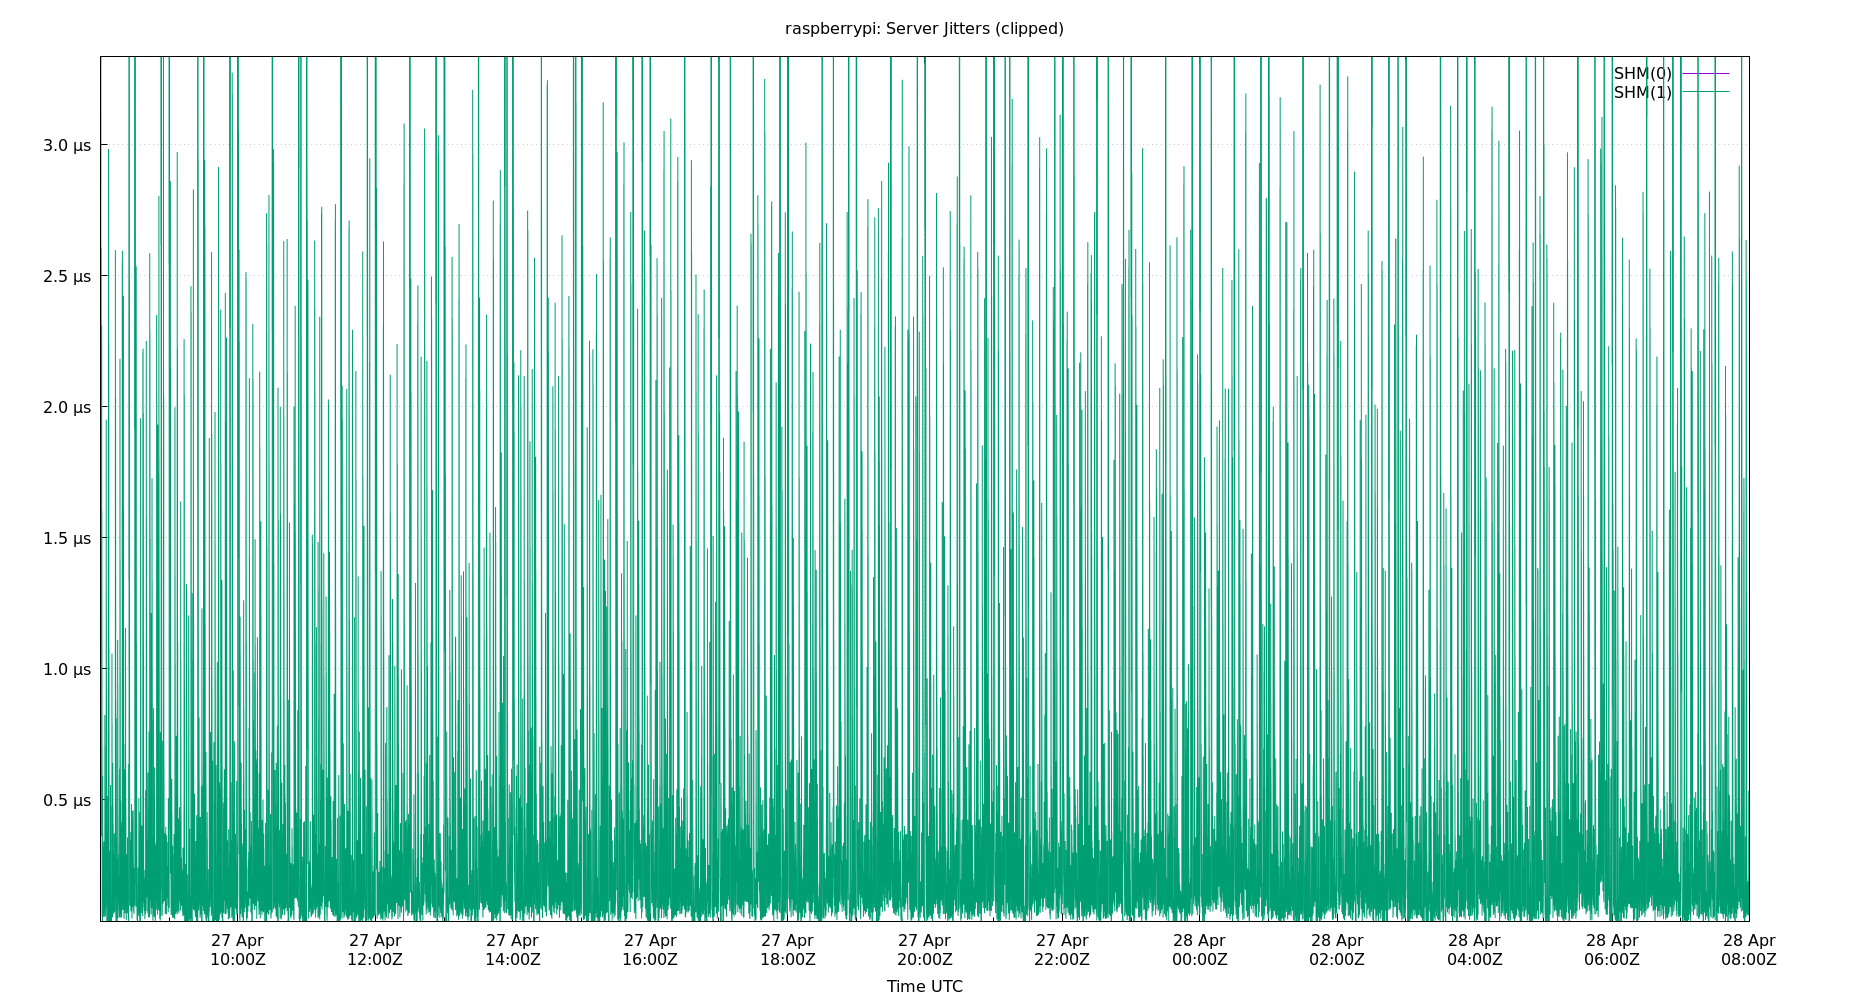 raspberrypi: Server Jitters (clipped)
SHM(0)
SHM(1)
3.0 µs
2.5 µs
2.0 µs
1.5 µs
1.0 µs
0.5 µs
27 Apr 27 Apr 27 Apr 27 Apr 27 Apr 27 Apr 27 Apr 28 Apr 28 Apr 28 Apr 28 Apr 28 Apr
10:00Z 12:00Z 14:00Z 16:00Z 18:00Z 20:00Z 22:00Z 00:00Z 02:00Z 04:00Z 06:00Z 08:00Z
Time UTC